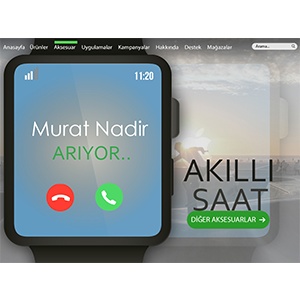 Anasayfa Ürünler Aksesuar Uygulamalar Kampanyalar Hakkında Destek Mağazalar Arama..
11:20
Murat Nadir
ARIYOR..
AKILLI
SAAT
DİĞER AKSESUARLAR